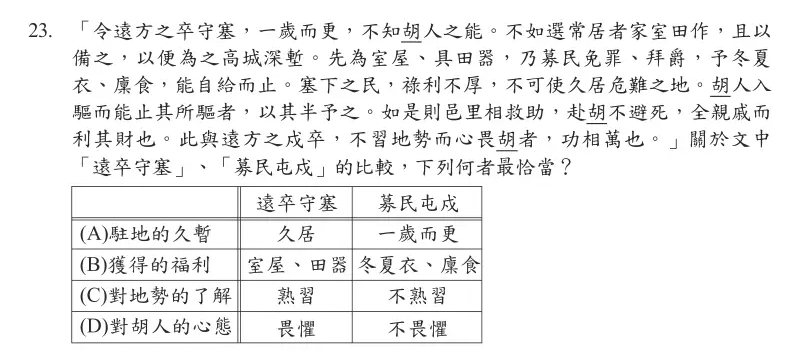 23. 「令遠方之卒守塞，一歲而更，不知胡人之能。不如選常居者家室田作，且以
備之，以便為之高城深塹。先為室屋、具田器，乃募民免罪、拜爵，予冬夏
衣、廩食，能自給而止。塞下之民，祿利不厚，不可使久居危難之地。胡人入
驅而能止其所驅者，以其半予之。如是則邑里相救助，赴胡不避死，全親戚而
利其財也。此與遠方之戍卒，不習地勢而心畏胡者，功相萬也。」關於文中
「遠卒守塞」、「募民屯戍」的比較，下列何者最恰當？
遠卒守塞 募民屯戍
(A)駐地的久暫 久居 一歲而更
(B)獲得的福利 室屋、田器 冬夏衣、廩食
(C)對地勢的了解 熟習 不熟習
(D)對胡人的心態 畏懼 不畏懼